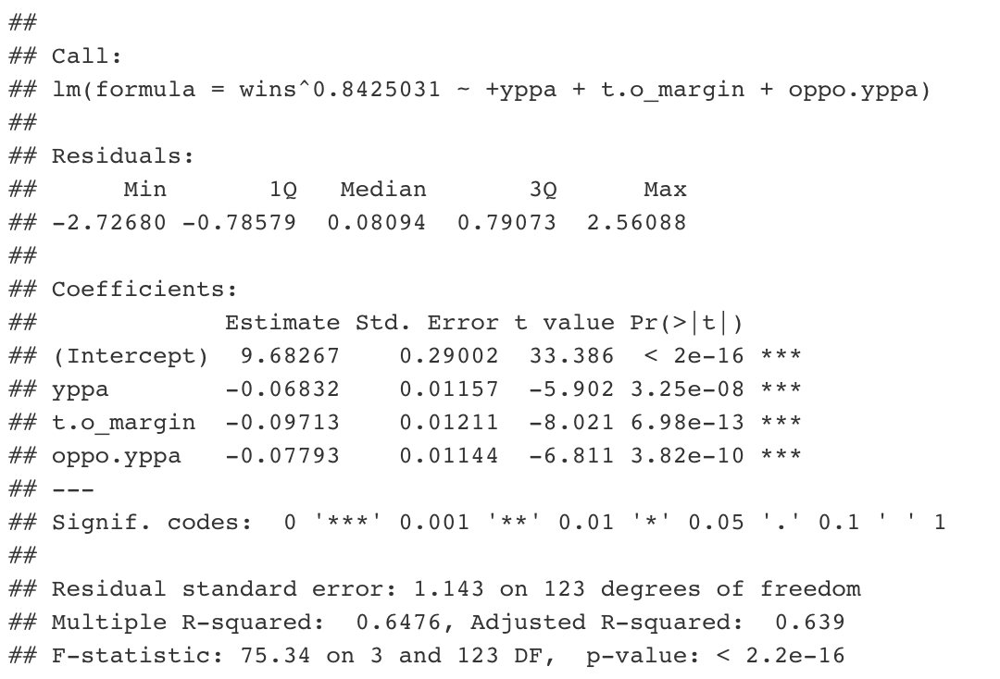 ##
## Call:
## lm(formula = wins^0.8425031 ~ +yppa + t.o_margin + oppo.yppa)
##
## Residuals:
##      Min       1Q   Median       3Q      Max
## -2.72680 -0.78579  0.08094  0.79073  2.56088
##
## Coefficients:
##             Estimate Std. Error t value Pr(>|t|)
## (Intercept)  9.68267    0.29002  33.386  < 2e-16 ***
## yppa        -0.06832    0.01157  -5.902 3.25e-08 ***
## t.o_margin  -0.09713    0.01211  -8.021 6.98e-13 ***
## oppo.yppa   -0.07793    0.01144  -6.811 3.82e-10 ***
## ---
## Signif. codes:  0 '***' 0.001 '**' 0.01 '*' 0.05 '.' 0.1 ' ' 1
##
## Residual standard error: 1.143 on 123 degrees of freedom
## Multiple R-squared:  0.6476, Adjusted R-squared:  0.639
## F-statistic: 75.34 on 3 and 123 DF,  p-value: < 2.2e-16